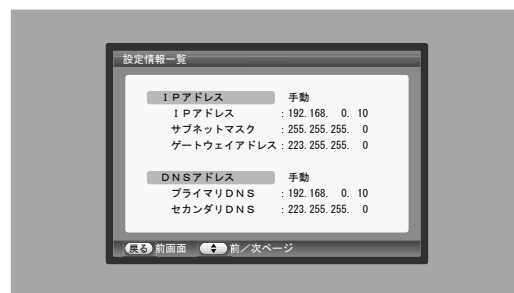 設定情報一覧
ＩＰアドレス 手動
ＩＰアドレス : 192.168. 0. 10
サブネットマスク : 255.255.255. 0
ゲートウェイアドレス : 223.255.255. 0
ＤＮＳアドレス 手動
プライマリＤＮＳ : 192.168. 0. 10
セカンダリＤＮＳ : 223.255.255. 0
戻る 前画面 前／次ページ